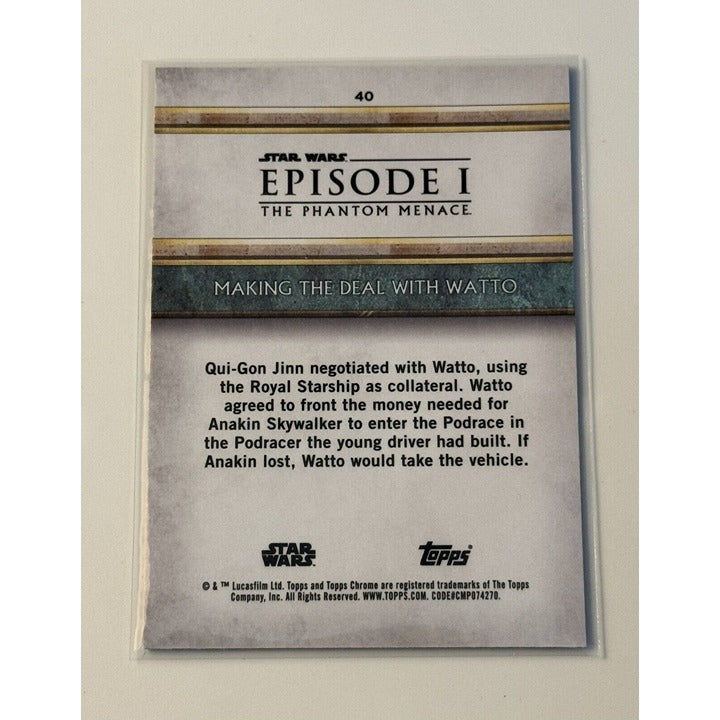 40
STAR WARS
EPISODE I
THE PHANTOM MENACE™
MAKING THE DEAL WITH WATTO
Qui-Gon Jinn negotiated with Watto, using
the Royal Starship as collateral. Watto
agreed to front the money needed for
Anakin Skywalker to enter the Podrace in
the Podracer the young driver had built. If
Anakin lost, Watto would take the vehicle.
STAR
WARS
topps®
© & ™ Lucasfilm Ltd. Topps and Topps Chrome are registered trademarks of The Topps
Company, Inc. All Rights Reserved. WWW.TOPPS.COM. CODE#CMP074270.